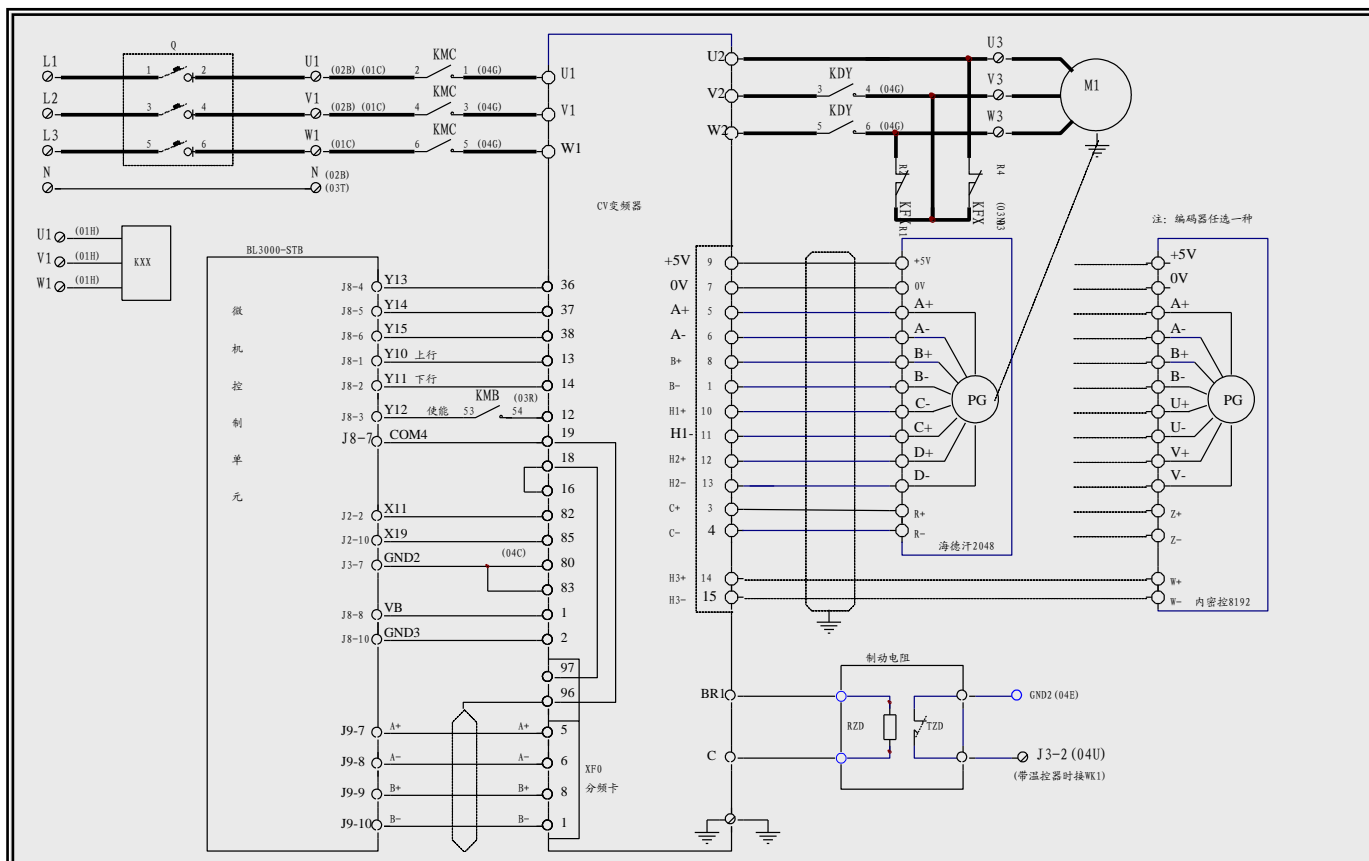 Q
L1 1 2 U1 (02B) (01C) 2 KMC 1 (04G) U1
L2 3 4 V1 (02B) (01C) 4 KMC 3 (04G) V1
L3 5 6 W1 (01C) 6 KMC 5 (04G) W1
N N (02B)
(03T)
U1 (01H)
V1 (01H)
W1 (01H)
KXX
CV变频器
U2 U3
V2 3 KDY 4 (04G) V3
W2 5 KDY 6 (04G) W3
M1
KFX R1
R4 KFX (03N)
BL3000-STB
微机控制单元
J8-4 Y13 36
J8-5 Y14 37
J8-6 Y15 38
J8-1 Y10 上行 13
J8-2 Y11 下行 14
J8-3 Y12 使能 53 KMB 54 (03R) 12
J8-7 COM4 19
18
16
J2-2 X11 82
J2-10 X19 85
J3-7 GND2 (04C) 80
83
J8-8 VB 1
J8-10 GND3 2
97
96
J9-7 A+ A+ 5
J9-8 A- A- 6
J9-9 B+ B+ 8
J9-10 B- B- 1
XF0
分频卡
+5V 9 +5V
0V 7 0V
A+ 5 A+
A- 6 A-
B+ 8 B+
B- 1 B-
H1+ 10 C-
H1- 11 C+
H2+ 12 D+
H2- 13 D-
C+ 3 R+
C- 4 R-
H3+ 14
H3- 15
PG
海德汗2048
注: 编码器任选一种
+5V
0V
A+
A-
B+
B-
U+
U-
V+
V-
Z+
Z-
W+
W-
PG
内密控8192
制动电阻
BR1 RZD TZD GND2 (04E)
C J3-2 (04U)
(带温控器时接WK1)